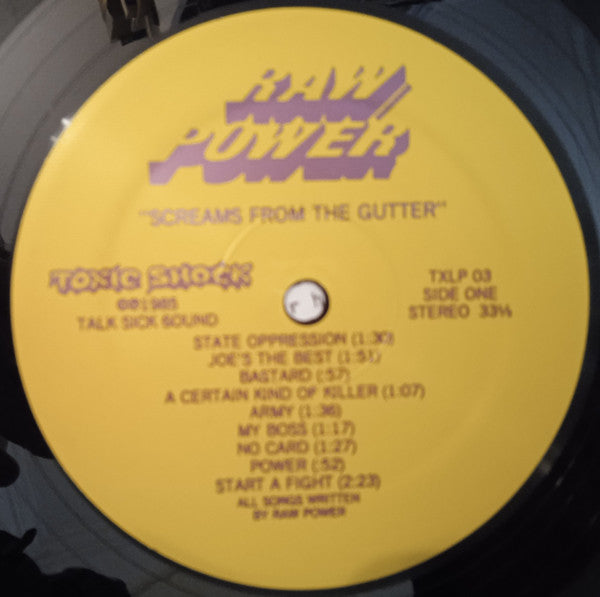 RAW
POWER
"SCREAMS FROM THE GUTTER"
TOXIC SHOCK
©℗1985
TALK SICK SOUND
TXLP 03
SIDE ONE
STEREO 33⅓
STATE OPPRESSION (1:30)
JOE'S THE BEST (1:51)
BASTARD (:57)
A CERTAIN KIND OF KILLER (1:07)
ARMY (1:36)
MY BOSS (1:17)
NO CARD (1:27)
POWER (:52)
START A FIGHT (2:23)
ALL SONGS WRITTEN
BY RAW POWER